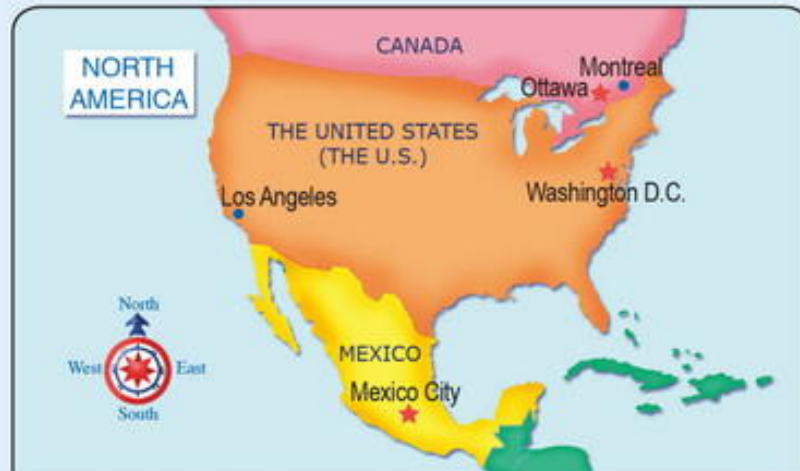 NORTH
AMERICA
CANADA
Montreal
Ottawa
THE UNITED STATES
(THE U.S.)
Washington D.C.
Los Angeles
North
West
East
South
MEXICO
Mexico City